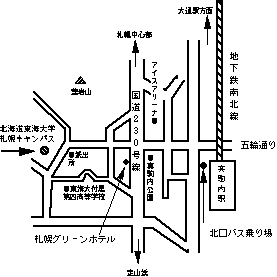 大通駅方面
札幌中心部
地下鉄南北線
アイスアリーナ
国道230号線
北海道東海大学
札幌キャンパス
五輪通り
派出所
真駒内公園
真駒内駅
東海大付属
第四高等学校
北口バス乗り場
札幌グリーンホテル
定山渓